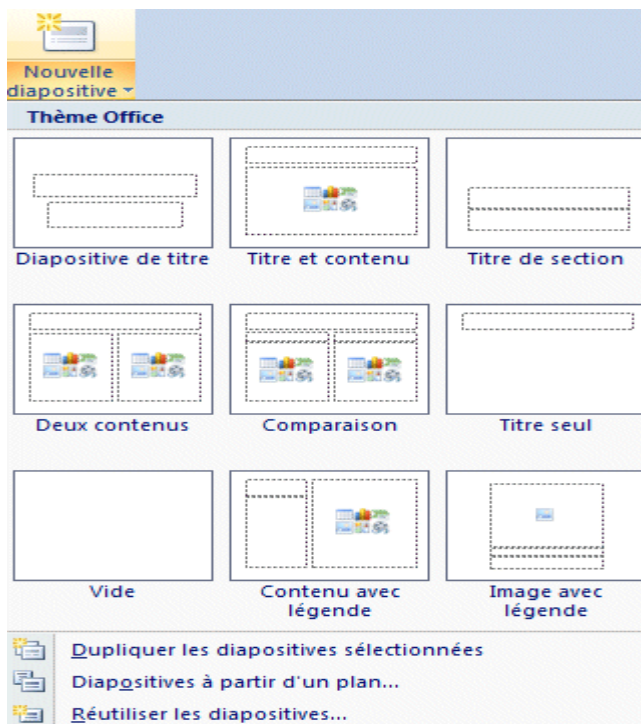 Nouvelle
diapositive
Thème Office
Diapositive de titre
Titre et contenu
Titre de section
Deux contenus
Comparaison
Titre seul
Vide
Contenu avec
légende
Image avec
légende
Dupliquer les diapositives sélectionnées
Diapositives à partir d'un plan...
Réutiliser les diapositives...